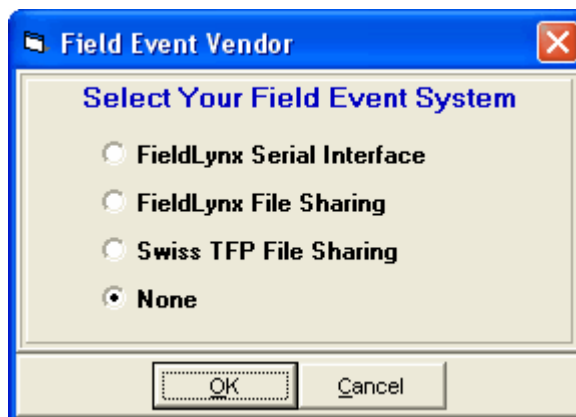 Field Event Vendor
Select Your Field Event System
FieldLynx Serial Interface
FieldLynx File Sharing
Swiss TFP File Sharing
None
OK Cancel